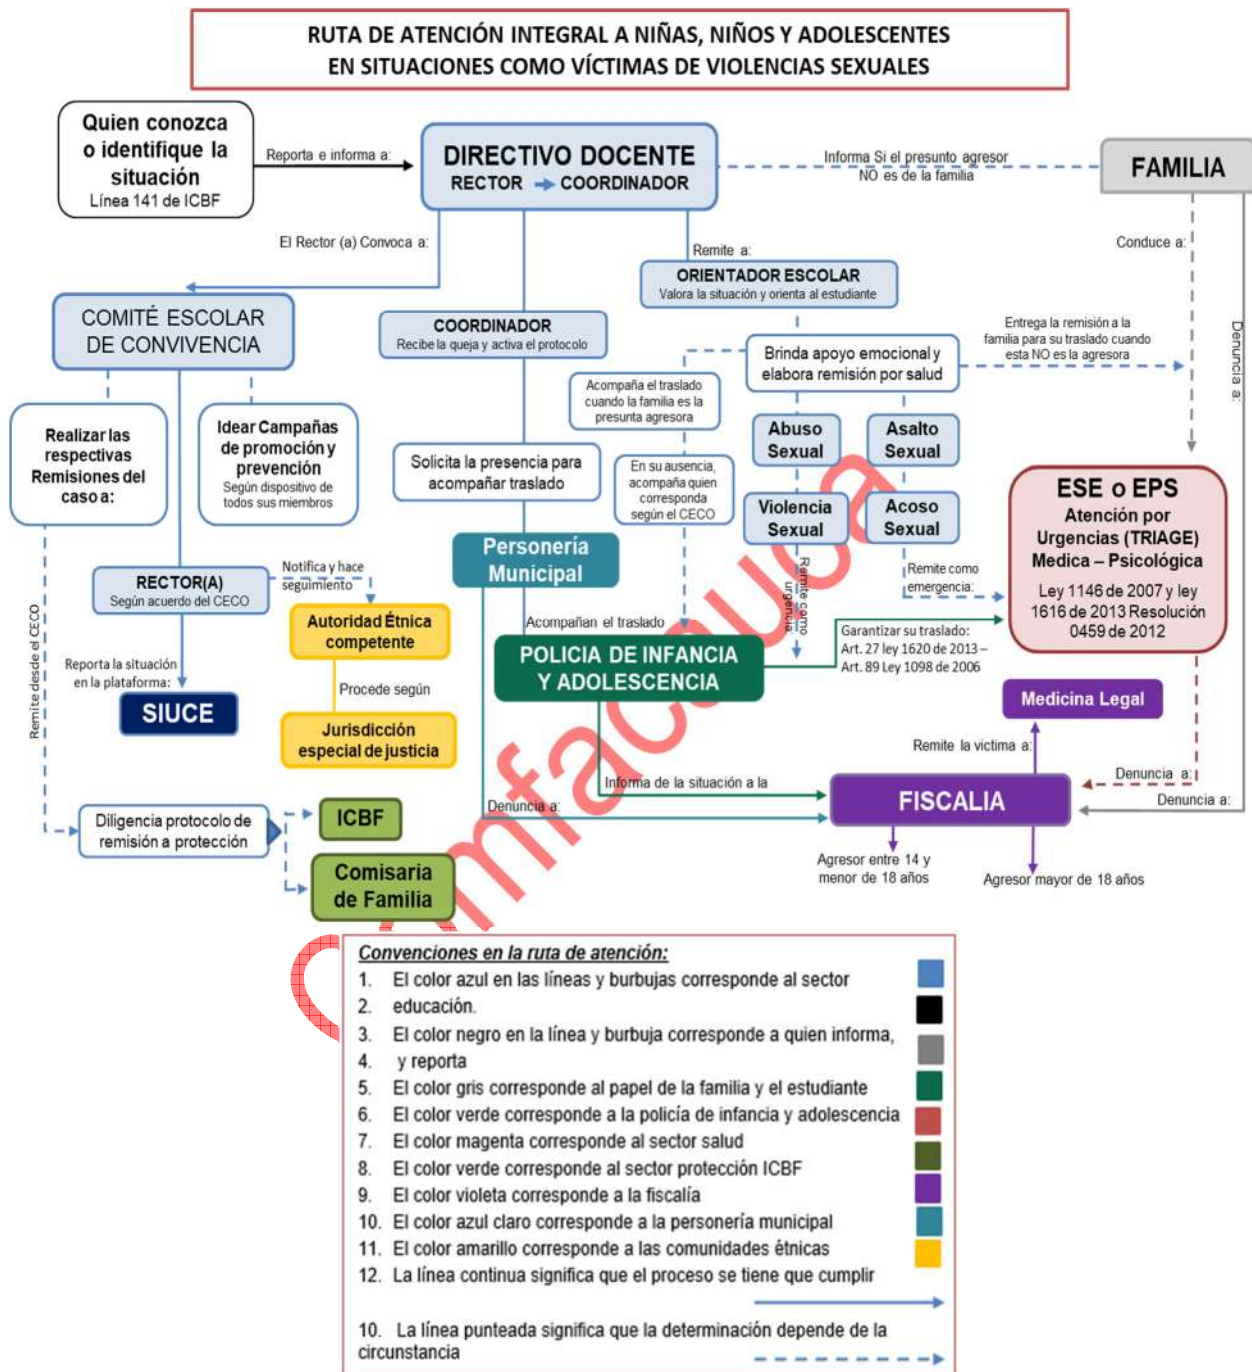 RUTA DE ATENCIÓN INTEGRAL A NIÑAS, NIÑOS Y ADOLESCENTES
EN SITUACIONES COMO VÍCTIMAS DE VIOLENCIAS SEXUALES
Quien conozca
o identifique la
situación
Línea 141 de ICBF
Reporta e informa a:
DIRECTIVO DOCENTE
RECTOR COORDINADOR
Informa Si el presunto agresor
NO es de la familia
FAMILIA
El Rector (a) Convoca a:
Remite a:
Conduce a:
Denuncia a:
ORIENTADOR ESCOLAR
Valora la situación y orienta al estudiante
COMITÉ ESCOLAR
DE CONVIVENCIA
COORDINADOR
Recibe la queja y activa el protocolo
Brinda apoyo emocional y
elabora remisión por salud
Entrega la remisión a la
familia para su traslado cuando
esta NO es la agresora
Acompaña el traslado
cuando la familia es la
presunta agresora
Realizar las
respectivas
Remisiones del
caso a:
Idear Campañas
de promoción y
prevención
Según dispositivo de
todos sus miembros
Solicita la presencia para
acompañar traslado
En su ausencia,
acompaña quien
corresponda
según el CECO
Abuso
Sexual
Asalto
Sexual
Violencia
Sexual
Acoso
Sexual
ESE o EPS
Atención por
Urgencias (TRIAGE)
Medica – Psicológica
Ley 1146 de 2007 y ley
1616 de 2013 Resolución
0459 de 2012
Personería
Municipal
RECTOR(A)
Según acuerdo del CECO
Notifica y hace
seguimiento
Remite como
urgencia:
Remite como
emergencia:
Autoridad Étnica
competente
Acompañan el traslado
POLICIA DE INFANCIA
Y ADOLESCENCIA
Garantizar su traslado:
Art. 27 ley 1620 de 2013 –
Art. 89 Ley 1098 de 2006
Remite desde el CECO
Reporta la situación
en la plataforma:
SIUCE
Procede según
Jurisdicción
especial de justicia
Medicina Legal
Remite la victima a:
Informa de la situación a la
Denuncia a:
FISCALIA
Denuncia a:
Denuncia a:
Diligencia protocolo de
remisión a protección
ICBF
Comisaria
de Familia
Agresor entre 14 y
menor de 18 años
Agresor mayor de 18 años
Comfacauca
Convenciones en la ruta de atención:
1. El color azul en las líneas y burbujas corresponde al sector
2. educación.
3. El color negro en la línea y burbuja corresponde a quien informa,
4. y reporta
5. El color gris corresponde al papel de la familia y el estudiante
6. El color verde corresponde a la policía de infancia y adolescencia
7. El color magenta corresponde al sector salud
8. El color verde corresponde al sector protección ICBF
9. El color violeta corresponde a la fiscalía
10. El color azul claro corresponde a la personería municipal
11. El color amarillo corresponde a las comunidades étnicas
12. La línea continua significa que el proceso se tiene que cumplir
10. La línea punteada significa que la determinación depende de la
circunstancia